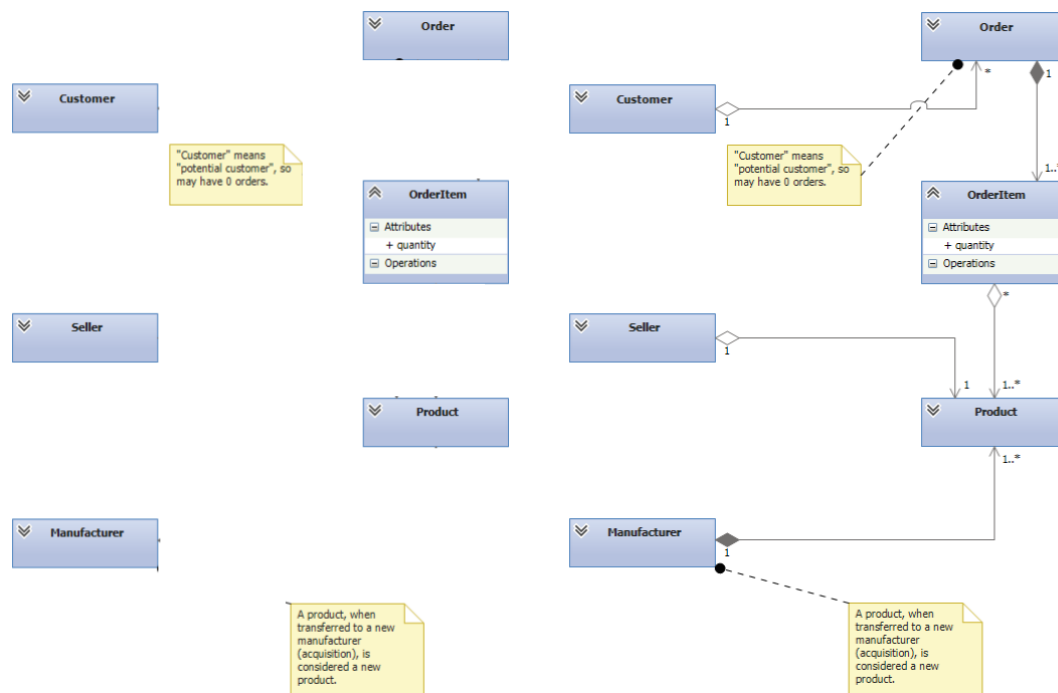 Order
Customer
"Customer" means
"potential customer", so
may have 0 orders.
OrderItem
Attributes
+ quantity
Operations
Seller
Product
Manufacturer
A product, when
transferred to a new
manufacturer
(acquisition), is
considered a new
product.
Order
*
1
Customer
1
"Customer" means
"potential customer", so
may have 0 orders.
1..*
OrderItem
Attributes
+ quantity
Operations
*
Seller
1
1
1..*
Product
1..*
Manufacturer
1
A product, when
transferred to a new
manufacturer
(acquisition), is
considered a new
product.